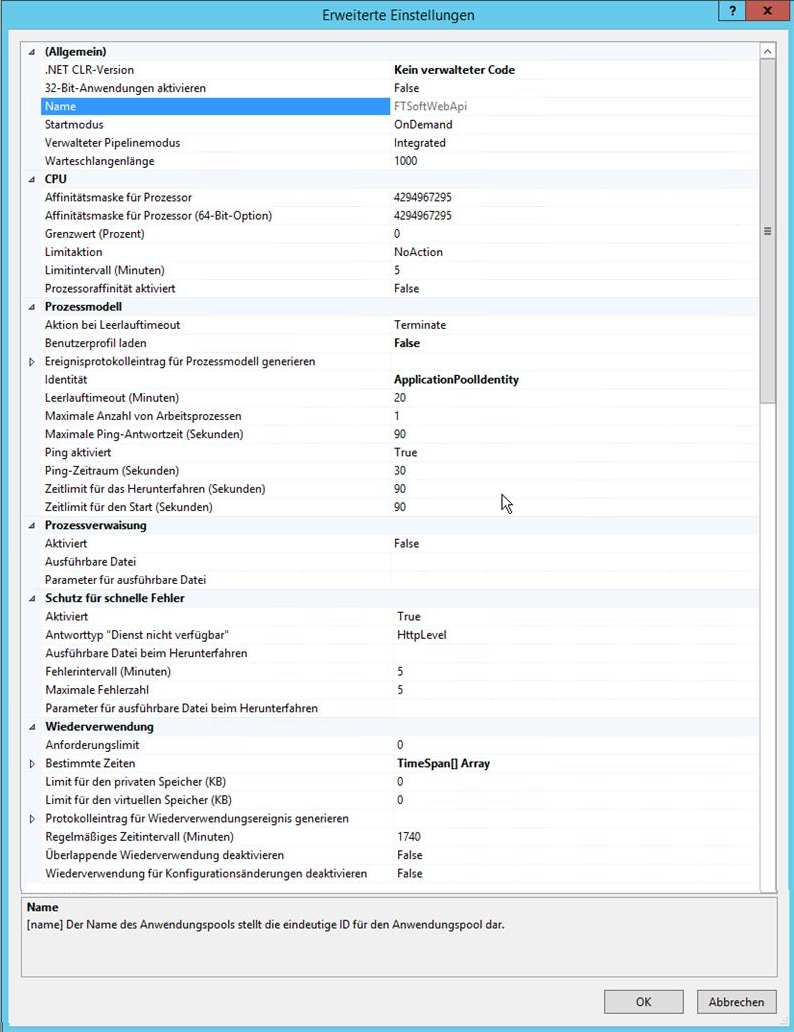 Erweiterte Einstellungen
? x
(Allgemein)
.NET CLR-Version Kein verwalteter Code
32-Bit-Anwendungen aktivieren False
Name FTSoftWebApi
Startmodus OnDemand
Verwalteter Pipelinemodus Integrated
Warteschlangenlänge 1000
CPU
Affinitätsmaske für Prozessor 4294967295
Affinitätsmaske für Prozessor (64-Bit-Option) 4294967295
Grenzwert (Prozent) 0
Limitaktion NoAction
Limitintervall (Minuten) 5
Prozessoraffinität aktiviert False
Prozessmodell
Aktion bei Leerlauftimeout Terminate
Benutzerprofil laden False
Ereignisprotokolleintrag für Prozessmodell generieren
Identität ApplicationPoolIdentity
Leerlauftimeout (Minuten) 20
Maximale Anzahl von Arbeitsprozessen 1
Maximale Ping-Antwortzeit (Sekunden) 90
Ping aktiviert True
Ping-Zeitraum (Sekunden) 30
Zeitlimit für das Herunterfahren (Sekunden) 90
Zeitlimit für den Start (Sekunden) 90
Prozessverwaisung
Aktiviert False
Ausführbare Datei
Parameter für ausführbare Datei
Schutz für schnelle Fehler
Aktiviert True
Antworttyp "Dienst nicht verfügbar" HttpLevel
Ausführbare Datei beim Herunterfahren
Fehlerintervall (Minuten) 5
Maximale Fehlerzahl 5
Parameter für ausführbare Datei beim Herunterfahren
Wiederverwendung
Anforderungslimit 0
Bestimmte Zeiten TimeSpan[] Array
Limit für den privaten Speicher (KB) 0
Limit für den virtuellen Speicher (KB) 0
Protokolleintrag für Wiederverwendungsereignis generieren
Regelmäßiges Zeitintervall (Minuten) 1740
Überlappende Wiederverwendung deaktivieren False
Wiederverwendung für Konfigurationsänderungen deaktivieren False
Name
[name] Der Name des Anwendungspools stellt die eindeutige ID für den Anwendungspool dar.
OK Abbrechen